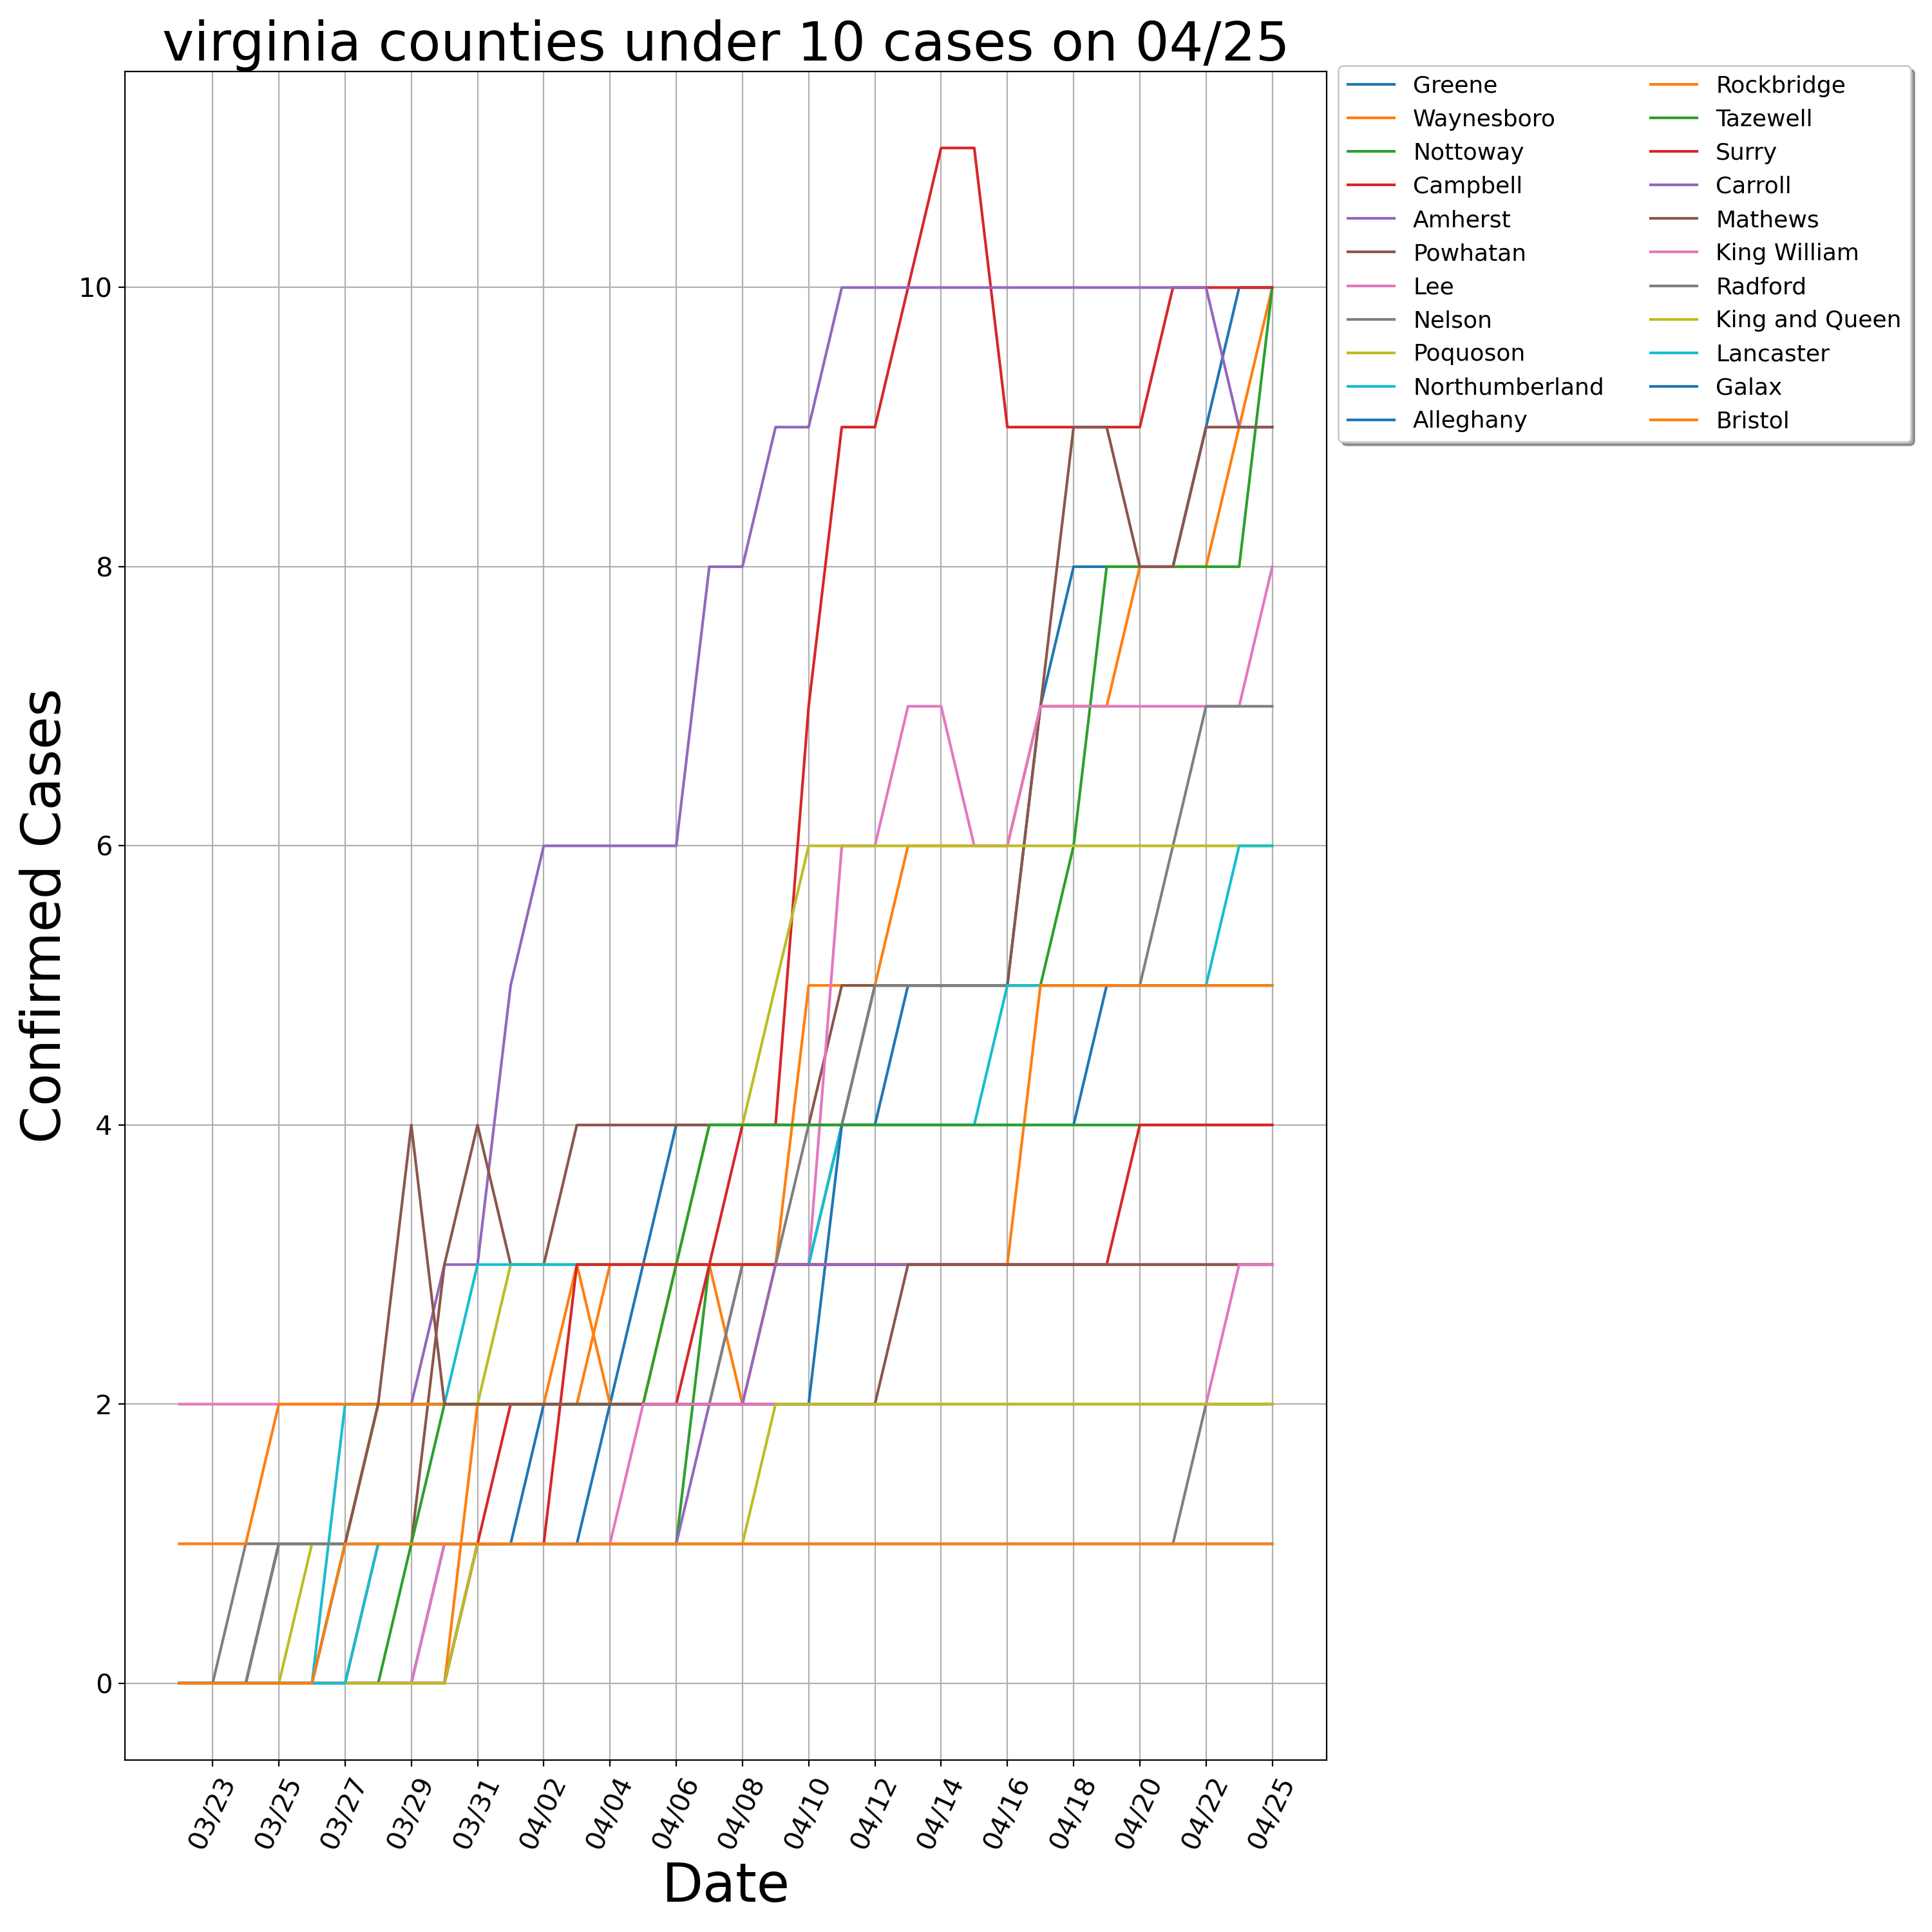 virginia counties under 10 cases on 04/25
Confirmed Cases
10
8
6
4
2
0
03/23
03/25
03/27
03/29
03/31
04/02
04/04
04/06
04/08
04/10
04/12
04/14
04/16
04/18
04/20
04/22
04/25
Date
Greene
Waynesboro
Nottoway
Campbell
Amherst
Powhatan
Lee
Nelson
Poquoson
Northumberland
Alleghany
Rockbridge
Tazewell
Surry
Carroll
Mathews
King William
Radford
King and Queen
Lancaster
Galax
Bristol